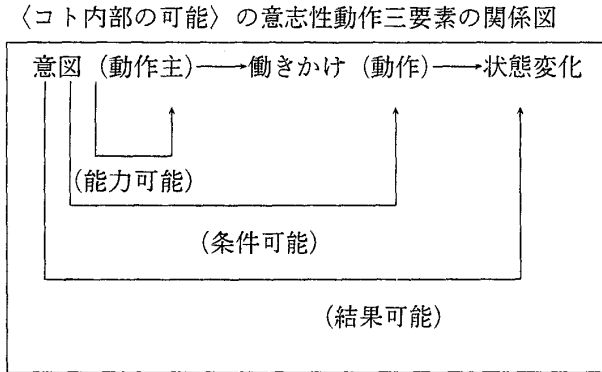 〈コト内部の可能〉の意志性動作三要素の関係図
意図（動作主）→働きかけ（動作）→状態変化
（能力可能）
（条件可能）
（結果可能）